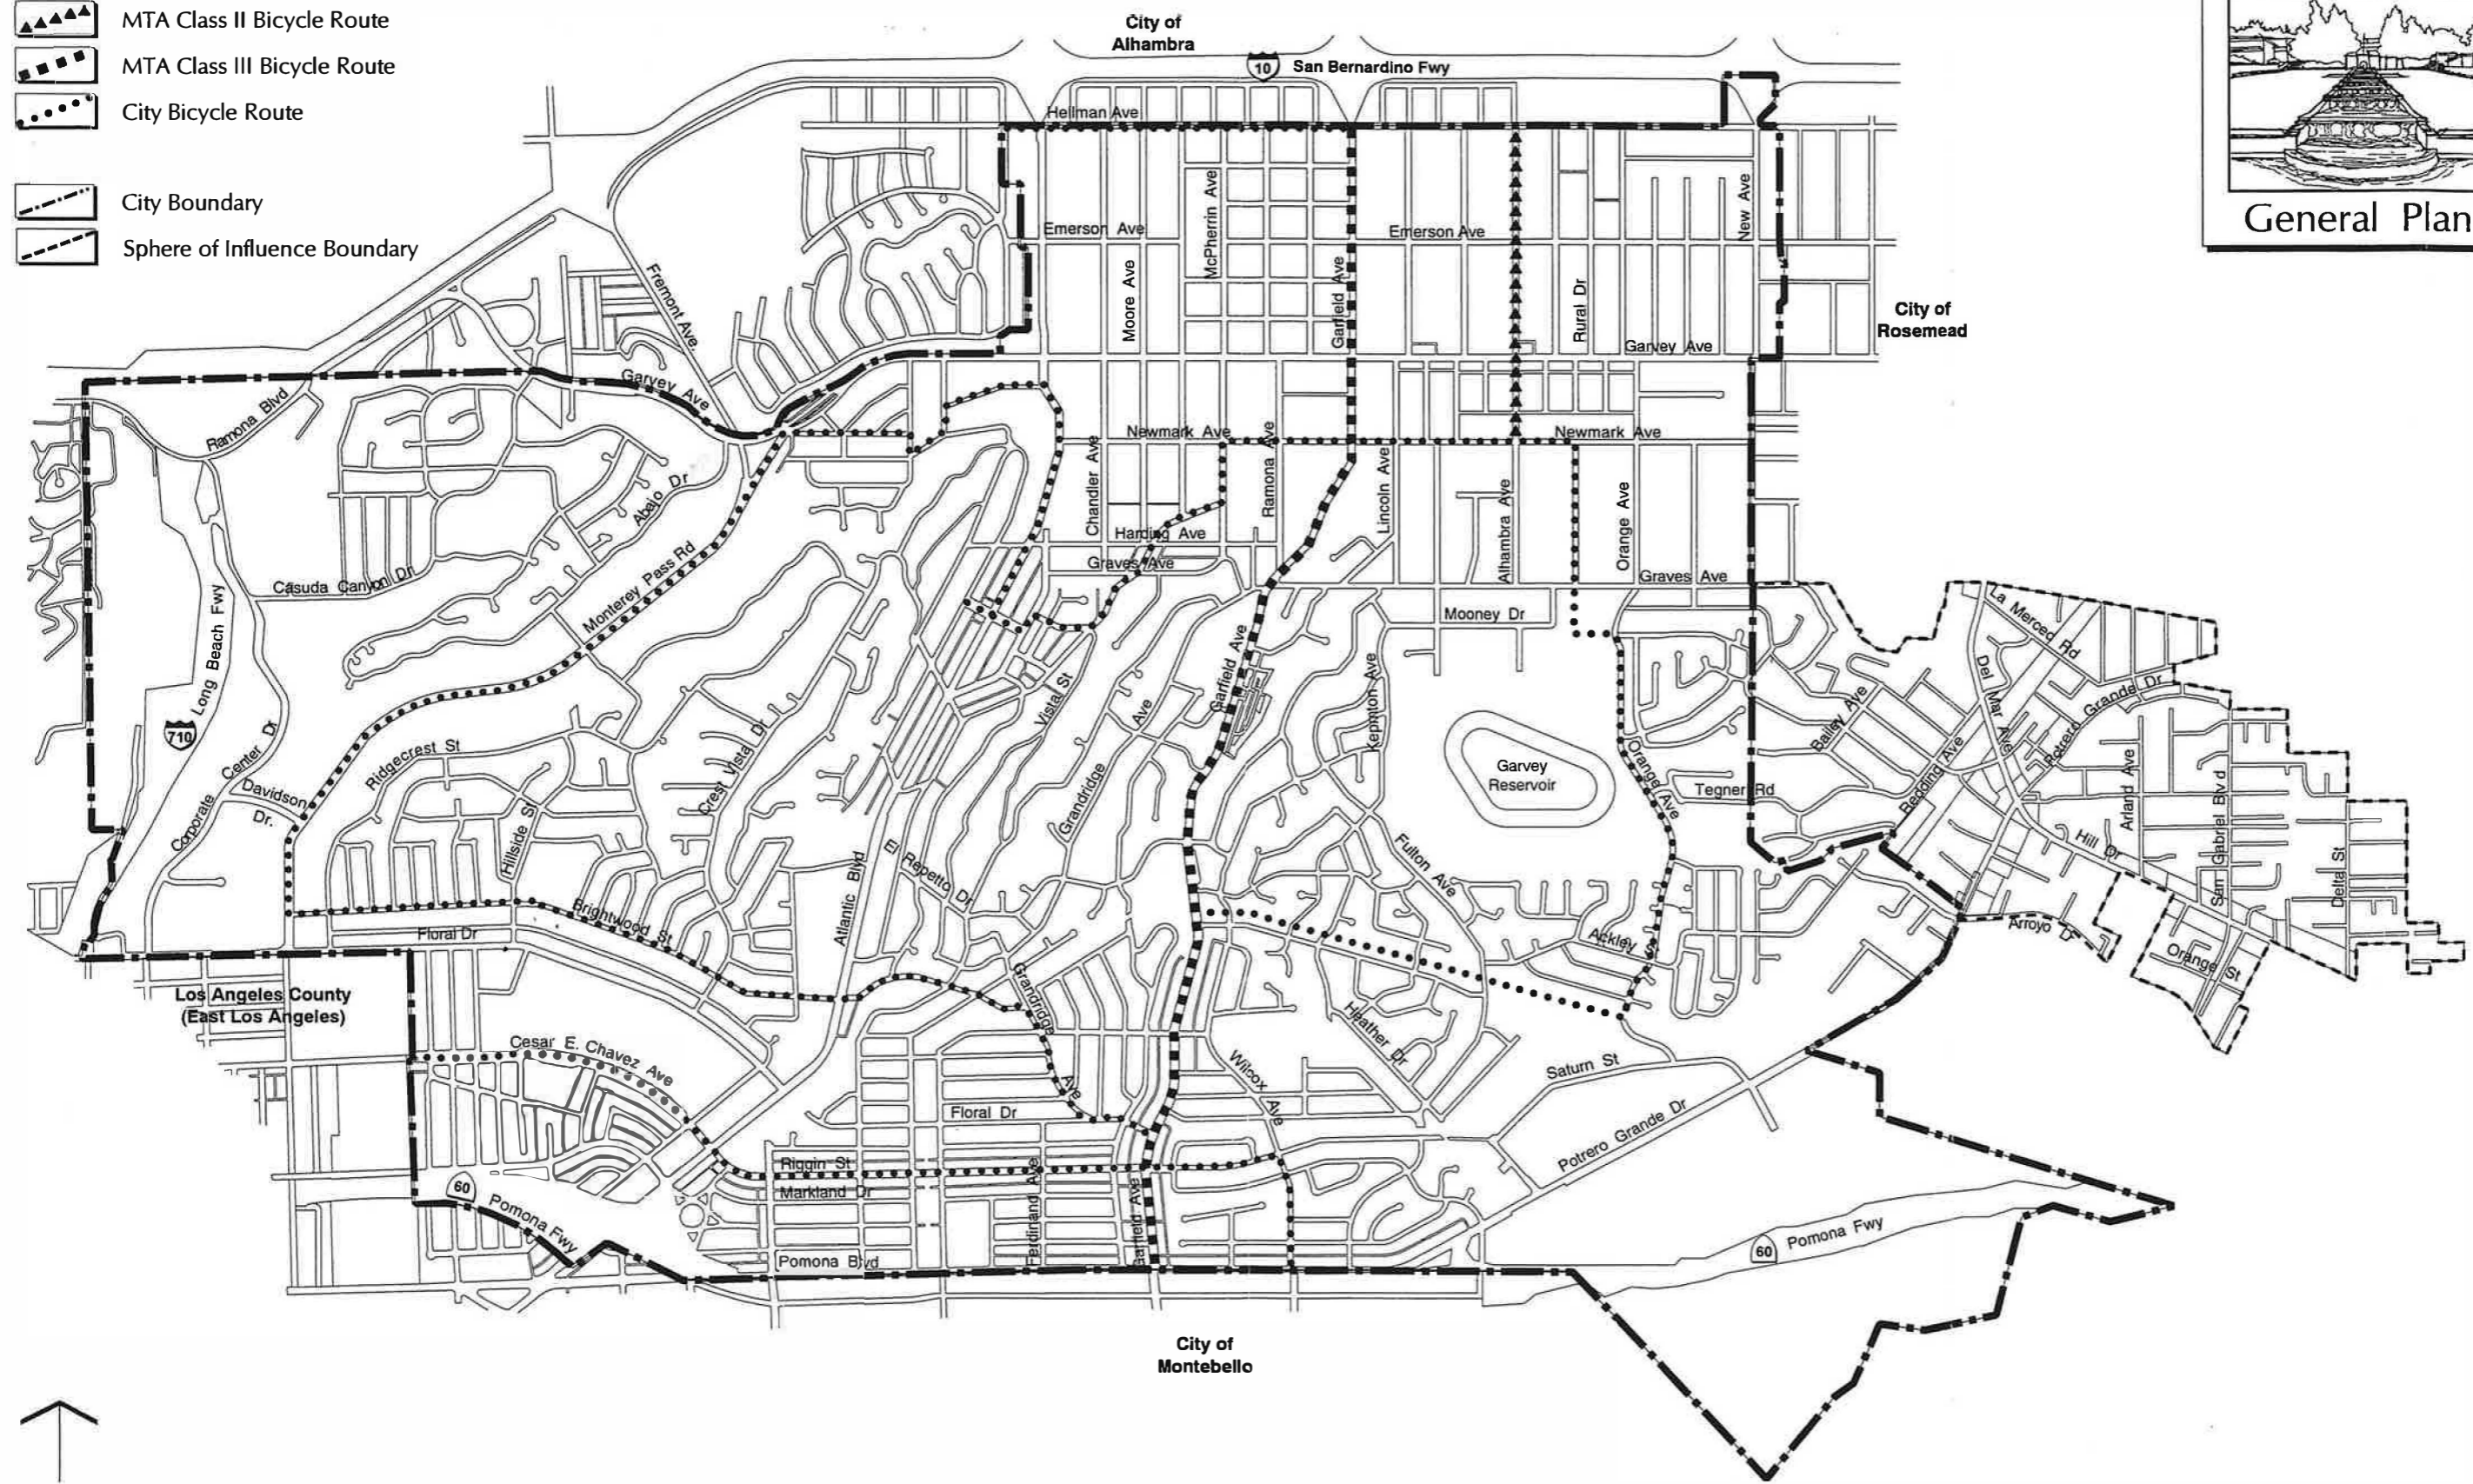 MTA Class II Bicycle Route
MTA Class III Bicycle Route
City Bicycle Route
City Boundary
Sphere of Influence Boundary
City of
Alhambra
10
San Bernardino Fwy
General Plan
Hellman Ave
Emerson Ave
Emerson Ave
McPherrin Ave
Moore Ave
Garfield Ave
Rural Dr
New Ave
Garvey Ave
City of
Rosemead
Fremont Ave.
Garvey Ave
Ramona Blvd
Newmark Ave
Newmark Ave
Chandler Ave
Ramona Ave
Lincoln Ave
Alhambra Ave
Orange Ave
Abajo Dr
Monterey Pass Rd
Harding Ave
Graves Ave
Graves Ave
Casuda Canyon Dr
Mooney Dr
La Merced Rd
Long Beach Fwy
710
Vista St
Garfield Ave
Kempton Ave
Del Mar Ave
Bailey Ave
Potrero Grande Dr
Redding Ave
Ridgecrest St
Crest Vista Dr
Grandridge Ave
Garvey
Reservoir
Orange Ave
Tegner Rd
Arland Ave
San Gabriel Blvd
Corporate Center Dr
Davidson
Dr.
Hillside St
El Repetto Dr
Fulton Ave
Hill Dr
Delta St
Atlantic Blvd
Brightwood St
Floral Dr
Ackley St
Arroyo Dr
Orange St
Los Angeles County
(East Los Angeles)
Grandridge Ave
Heather Dr
Cesar E. Chavez Ave
Wilcox Ave
Saturn St
Floral Dr
Potrero Grande Dr
Riggin St
Markland Dr
60
Pomona Fwy
Ferdinand Ave
Garfield Ave
Pomona Blvd
60
Pomona Fwy
City of
Montebello